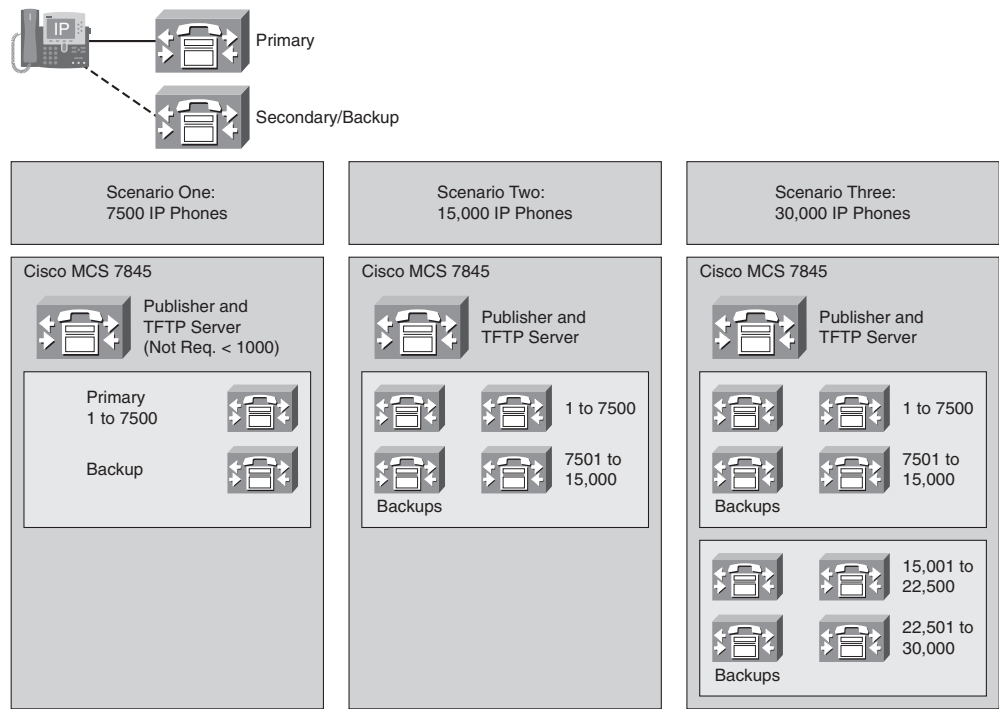 IP
Primary
Secondary/Backup
Scenario One:
7500 IP Phones
Scenario Two:
15,000 IP Phones
Scenario Three:
30,000 IP Phones
Cisco MCS 7845
Publisher and
TFTP Server
(Not Req. < 1000)
Primary
1 to 7500
Backup
Cisco MCS 7845
Publisher and
TFTP Server
1 to 7500
7501 to
15,000
Backups
Cisco MCS 7845
Publisher and
TFTP Server
1 to 7500
7501 to
15,000
Backups
15,001 to
22,500
22,501 to
30,000
Backups